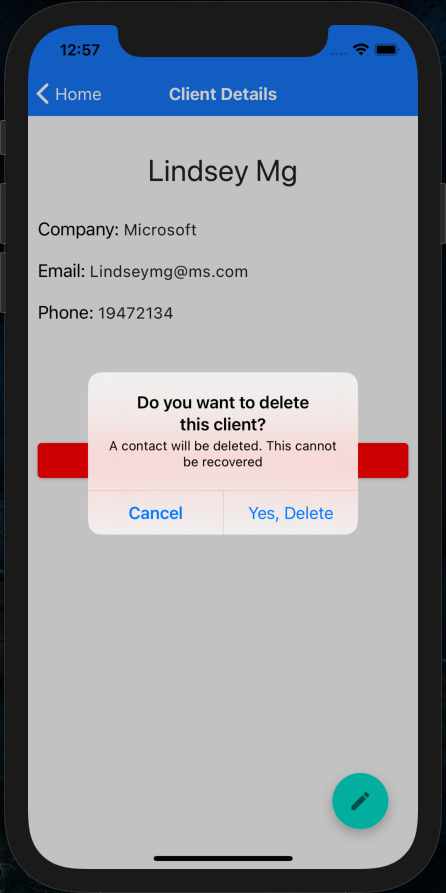 12:57
Home
Client Details
Lindsey Mg
Company: Microsoft
Email: Lindseymg@ms.com
Phone: 19472134
Do you want to delete
this client?
A contact will be deleted. This cannot
be recovered
Cancel
Yes, Delete